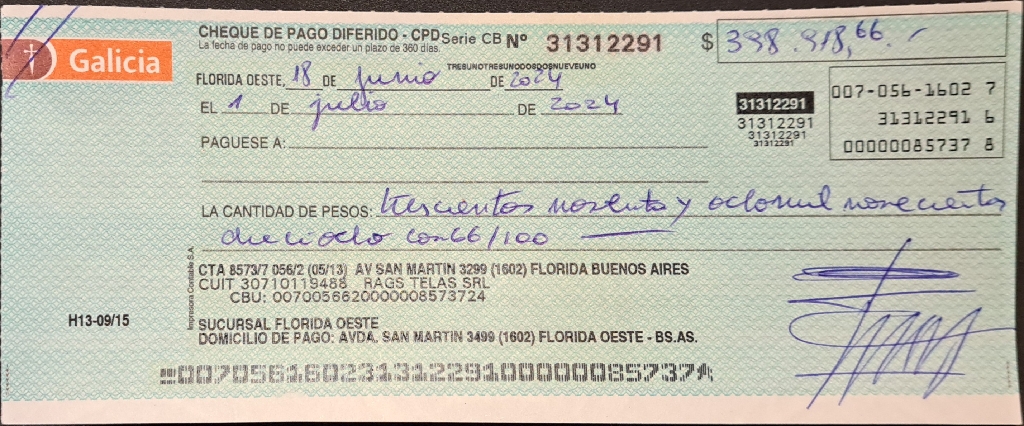 Galicia
CHEQUE DE PAGO DIFERIDO - CPD Serie CB Nº 31312291 $ 398.918,66.-
La fecha de pago no puede exceder un plazo de 360 días.
TRESUNOTRESUNODOSDOSNUEVEUNO
FLORIDA OESTE, 18 DE junio DE 2024
EL 1 DE julio DE 2024
31312291
31312291
31312291
31312291
007-056-1602 7
31312291 6
00000085737 8
PAGUESE A:
LA CANTIDAD DE PESOS: trescientos noventa y ocho mil novecientos
dieciocho con 66/100
CTA 8573/7 056/2 (05/13) AV SAN MARTIN 3299 (1602) FLORIDA BUENOS AIRES
CUIT 30710119488 RAGS TELAS SRL
CBU: 0070056620000008573724
Impresora Contable S.A.
H13-09/15
SUCURSAL FLORIDA OESTE
DOMICILIO DE PAGO: AVDA. SAN MARTIN 3499 (1602) FLORIDA OESTE - BS.AS.
00705616023131229100000085737